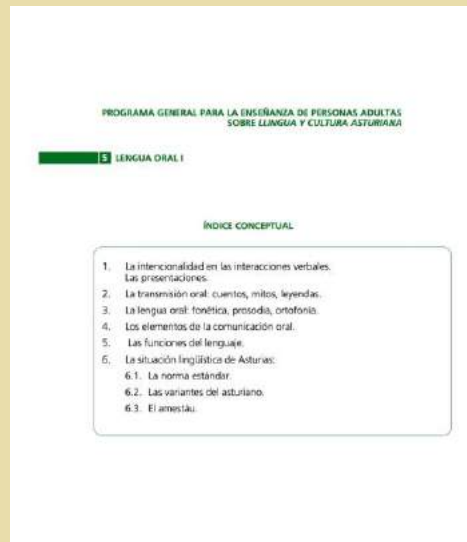 PROGRAMA GENERAL PARA LA ENSEÑANZA DE PERSONAS ADULTAS
SOBRE LLINGUA Y CULTURA ASTURIANA
5 LENGUA ORAL I
ÍNDICE CONCEPTUAL
1. La intencionalidad en las interacciones verbales.
Las presentaciones.
2. La transmisión oral: cuentos, mitos, leyendas.
3. La lengua oral: fonética, prosodia, ortofonía.
4. Los elementos de la comunicación oral.
5. Las funciones del lenguaje.
6. La situación lingüística de Asturias:
6.1. La norma estándar.
6.2. Las variantes del asturiano.
6.3. El amestáu.